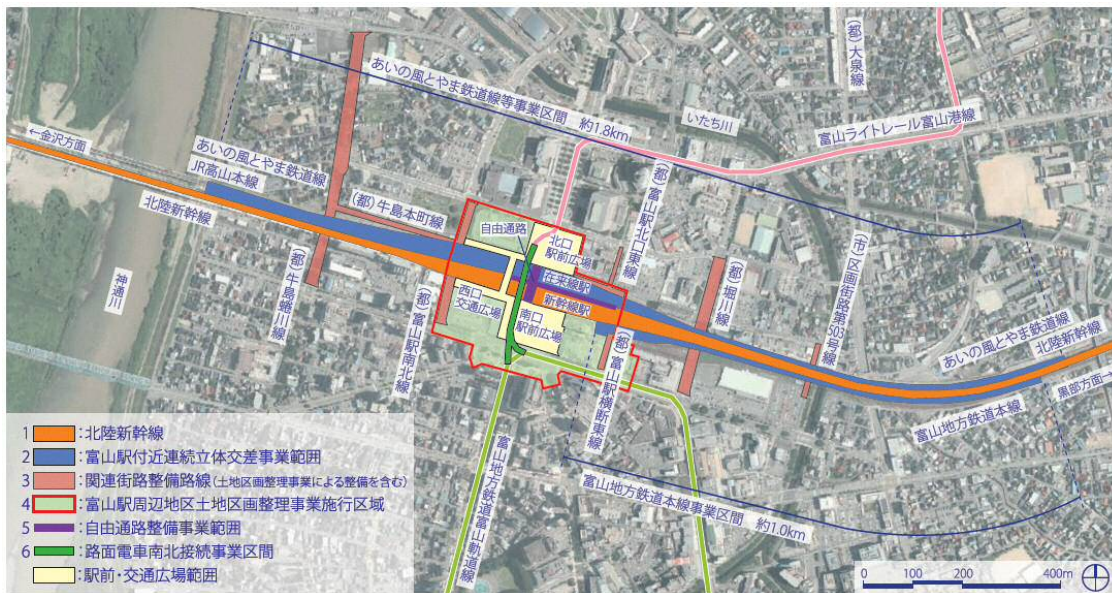 あいの風とやま鉄道線等事業区間 約1.8km
(都)大泉線
いたち川
富山ライトレール富山港線
←金沢方面
あいの風とやま鉄道線
JR高山本線
北陸新幹線
(都)牛島本町線
自由通路
北口
駅前広場
(都)富山駅北口東線
在来線駅
新幹線駅
西口
交通広場
南口
駅前広場
神通川
(都)牛島蜷川線
(都)富山駅南北線
(都)堀川線
(市)区画街路第503号線
あいの風とやま鉄道線
北陸新幹線
黒部方面→
富山地方鉄道本線
(都)富山駅横断東線
富山地方鉄道富山軌道線
富山地方鉄道本線事業区間 約1.0km
1 :北陸新幹線
2 :富山駅付近連続立体交差事業範囲
3 :関連街路整備路線(土地区画整理事業による整備を含む)
4 :富山駅周辺地区土地区画整理事業施行区域
5 :自由通路整備事業範囲
6 :路面電車南北接続事業区間
:駅前・交通広場範囲
0 100 200 400m